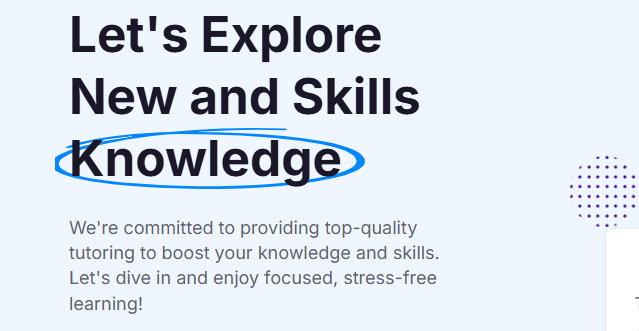 Let's Explore
New and Skills
Knowledge
We're committed to providing top-quality
tutoring to boost your knowledge and skills.
Let's dive in and enjoy focused, stress-free
learning!